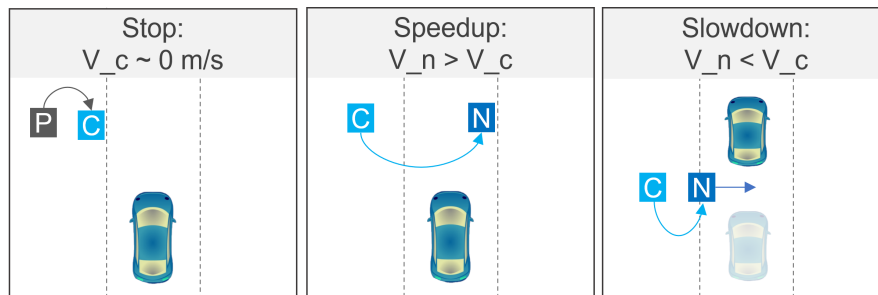 Stop:
V_c ~ 0 m/s
P
C
Speedup:
V_n > V_c
C
N
Slowdown:
V_n < V_c
C
N